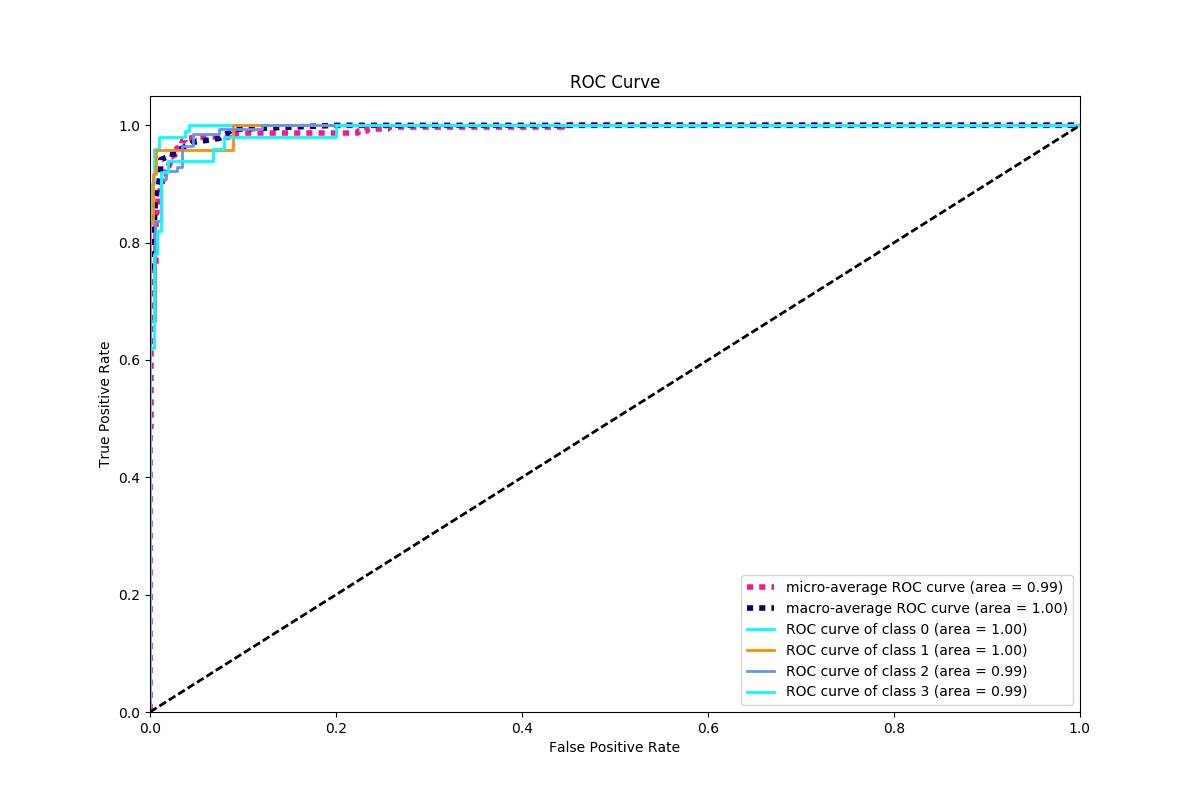 ROC Curve
1.0
0.8
0.6
0.4
0.2
0.0
True Positive Rate
micro-average ROC curve (area = 0.99)
macro-average ROC curve (area = 1.00)
ROC curve of class 0 (area = 1.00)
ROC curve of class 1 (area = 1.00)
ROC curve of class 2 (area = 0.99)
ROC curve of class 3 (area = 0.99)
0.0 0.2 0.4 0.6 0.8 1.0
False Positive Rate